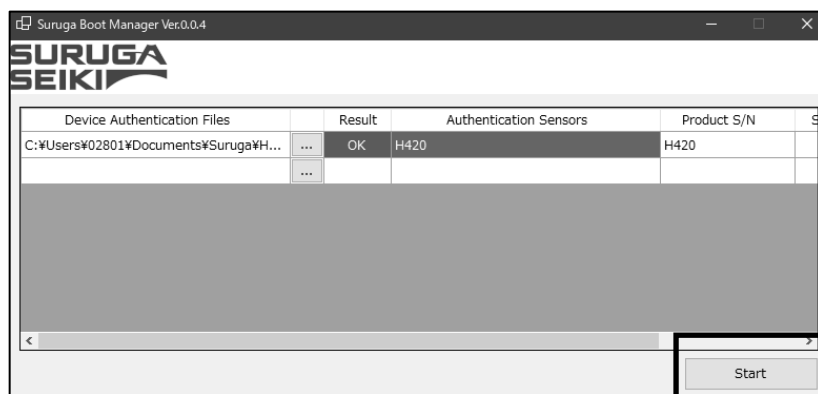 Suruga Boot Manager Ver.0.0.4
SURUGA
SEIKI
Device Authentication Files Result Authentication Sensors Product S/N S
C:¥Users¥02801¥Documents¥Suruga¥H... ... OK H420 H420
...
Start